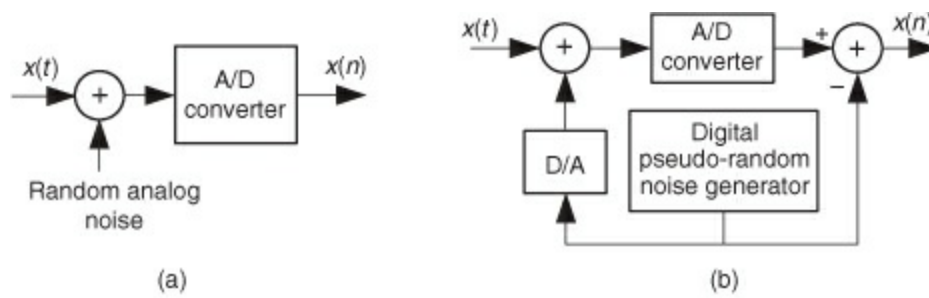 x(t)
+
A/D
converter
x(n)
Random analog
noise
(a)
x(t)
+
A/D
converter
+
+
x(n)
−
D/A
Digital
pseudo-random
noise generator
(b)